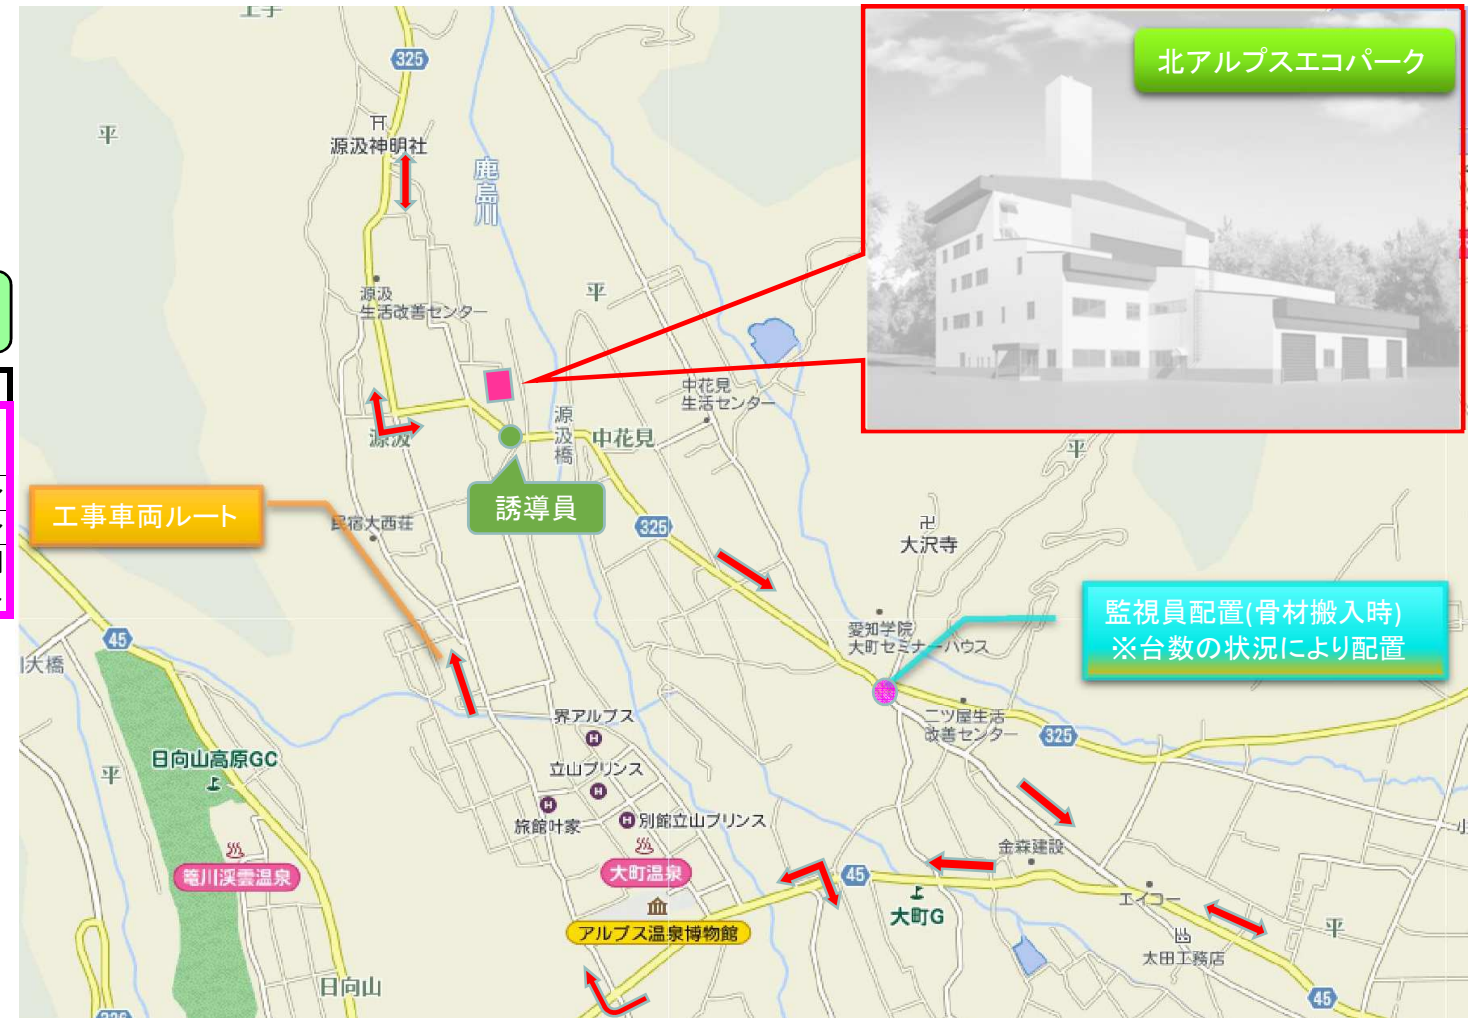 325
源汲神明社
平
鹿島川
北アルプスエコパーク
源汲
生活改善センター
平
中花見
生活センター
源汲橋
中花見
源汲
誘導員
工事車両ルート
民宿大西荘
325
平
卍
大沢寺
監視員配置(骨材搬入時)
※台数の状況により配置
愛知学院
大町セミナーハウス
45
大橋
二ツ屋生活
改善センター
325
界アルプス
H
立山プリンス
H
日向山高原GC
平
H
旅館叶家
H
別館立山プリンス
金森建設
大町温泉
篭川渓雲温泉
45
大町G
エイコー
アルプス温泉博物館
平
太田工務店
日向山
45
326